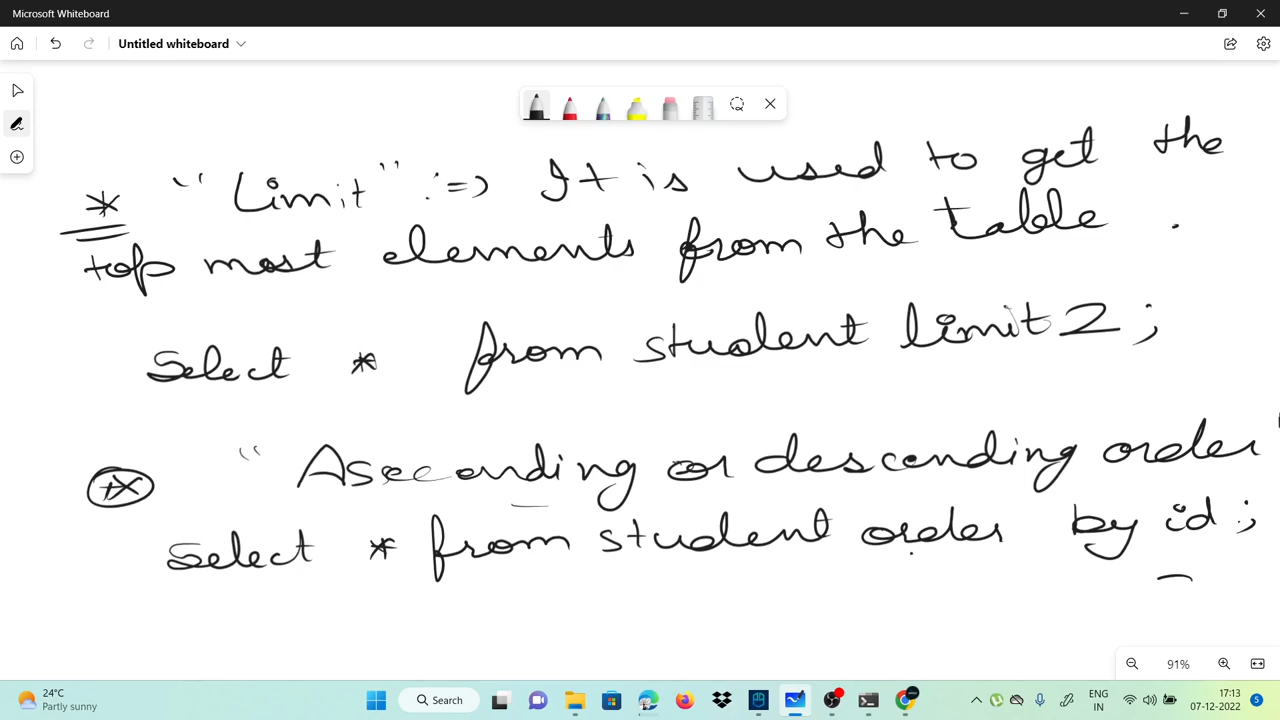 Microsoft Whiteboard
Untitled whiteboard
* "Limit" :=> It is used to get the
top most elements from the table .
Select * from student limit 2 ;
* "Asecending or descending order"
Select * from student order by id ;
91%
24°C
Partly sunny
Search
ENG
IN
17:13
07-12-2022
5